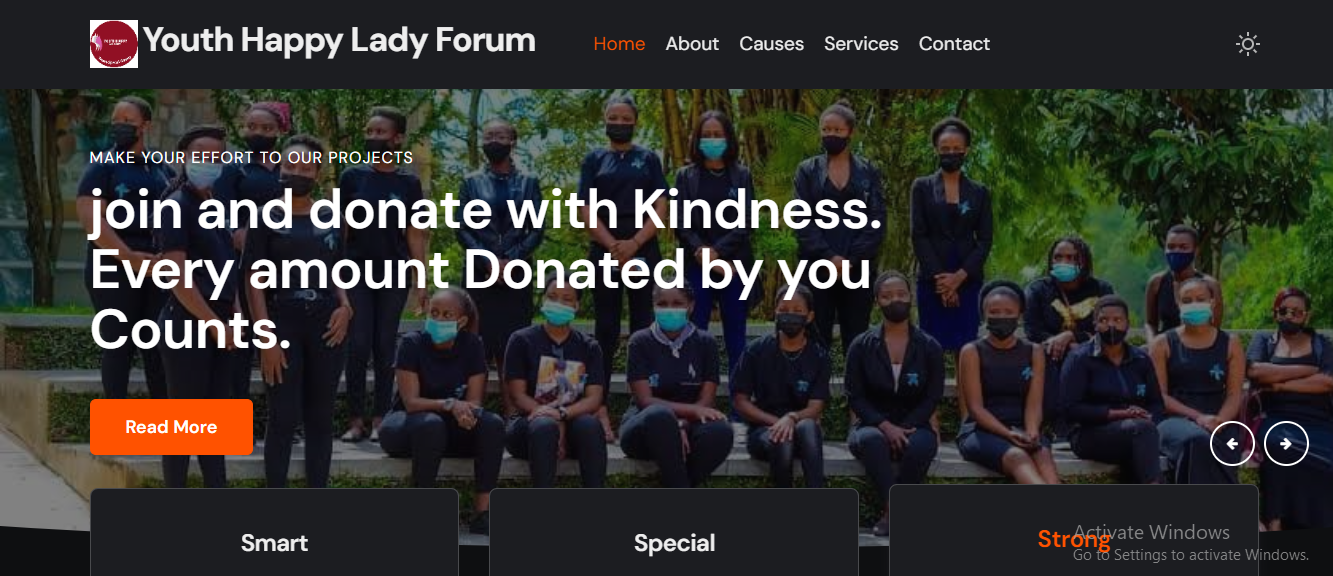 Youth Happy Lady Forum
Home About Causes Services Contact
MAKE YOUR EFFORT TO OUR PROJECTS
join and donate with Kindness.
Every amount Donated by you
Counts.
Read More
Smart
Special
Strong
Activate Windows
Go to Settings to activate Windows.